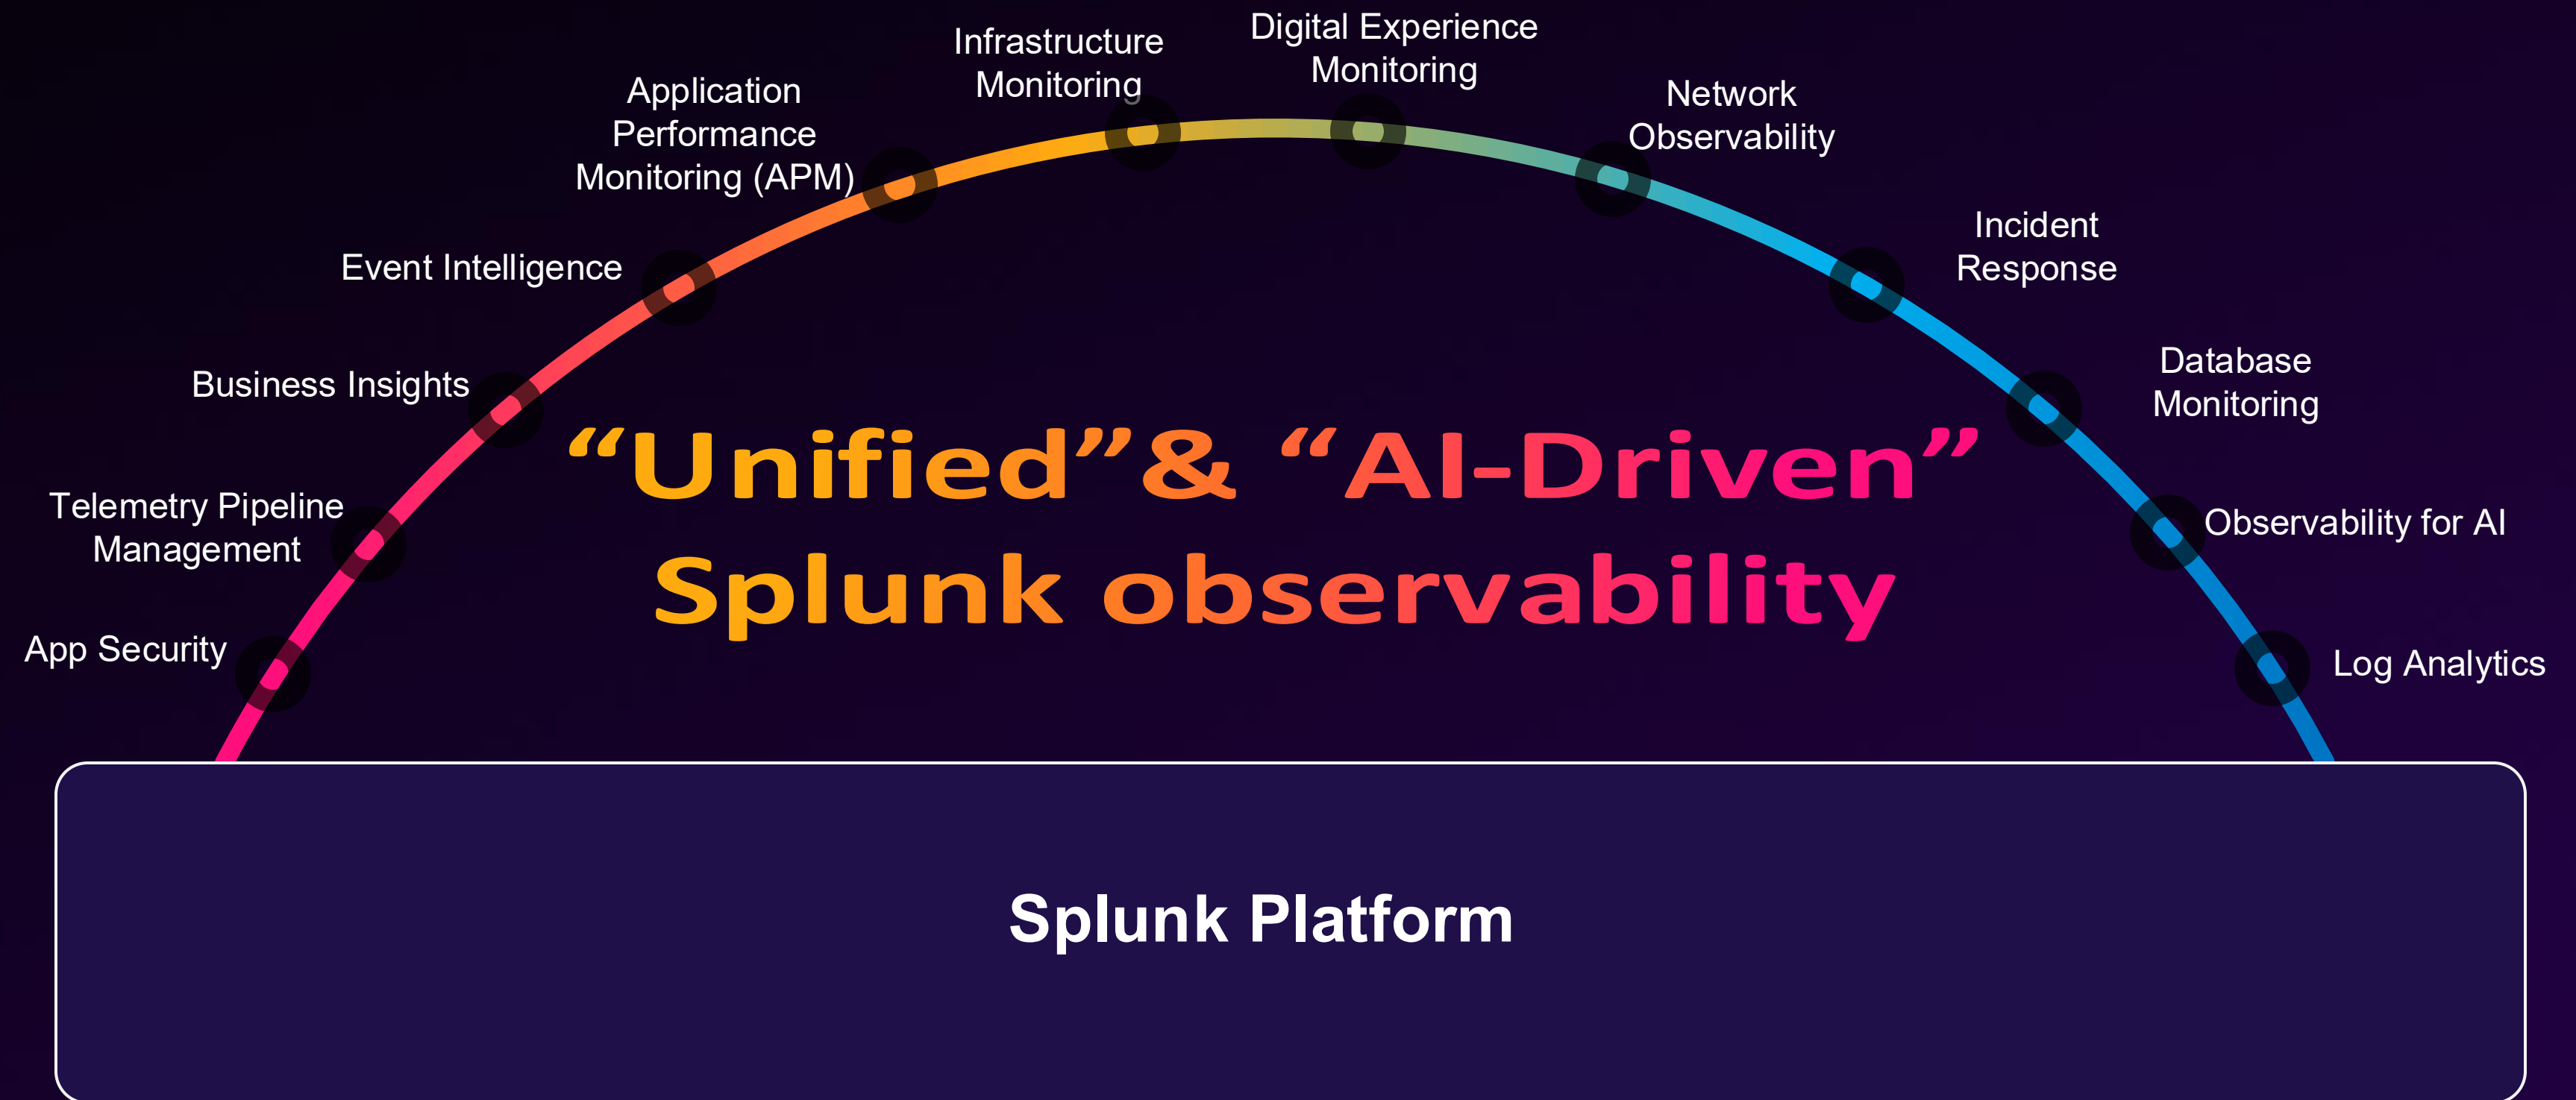 Digital Experience
Monitoring
Infrastructure
Monitoring
Application
Performance
Monitoring (APM)
Network
Observability
Incident
Response
Event Intelligence
Database
Monitoring
Business Insights
“Unified”& “AI-Driven”
Splunk observability
Telemetry Pipeline
Management
Observability for AI
App Security
Log Analytics
Splunk Platform